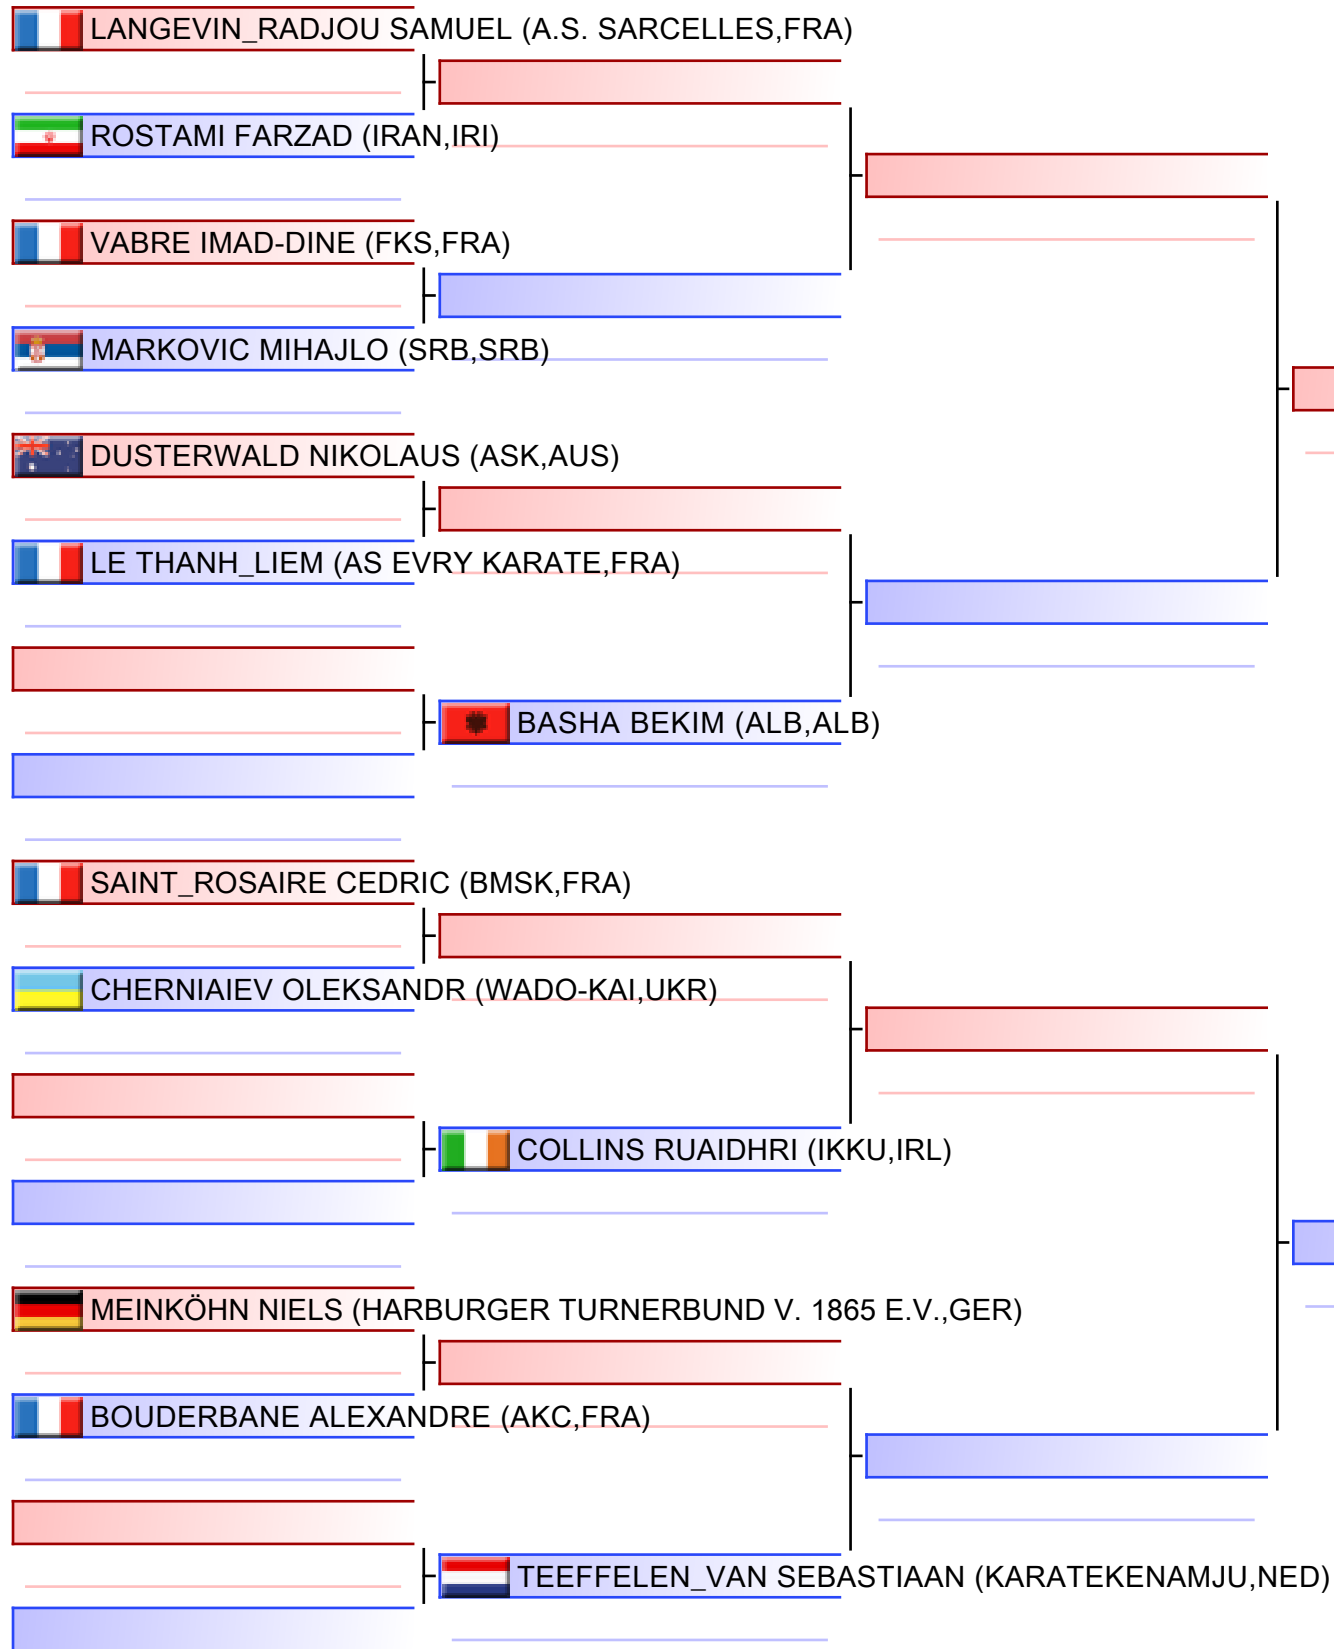 LANGEVIN_RADJOU SAMUEL (A.S. SARCELLES,FRA)
ROSTAMI FARZAD (IRAN,IRI)
VABRE IMAD-DINE (FKS,FRA)
MARKOVIC MIHAJLO (SRB,SRB)
DUSTERWALD NIKOLAUS (ASK,AUS)
LE THANH_LIEM (AS EVRY KARATE,FRA)
BASHA BEKIM (ALB,ALB)
SAINT_ROSAIRE CEDRIC (BMSK,FRA)
CHERNIAIEV OLEKSANDR (WADO-KAI,UKR)
COLLINS RUAIDHRI (IKKU,IRL)
MEINKÖHN NIELS (HARBURGER TURNERBUND V. 1865 E.V.,GER)
BOUDERBANE ALEXANDRE (AKC,FRA)
TEEFFELEN_VAN SEBASTIAAN (KARATEKENAMJU,NED)